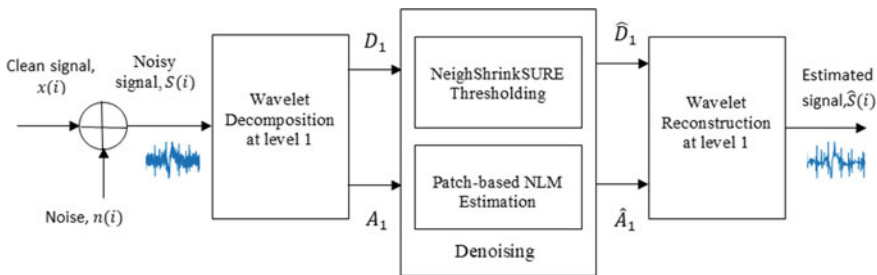 Clean signal,
x(i)
Noisy
signal, S(i)
Noise, n(i)
Wavelet
Decomposition
at level 1
D₁
A₁
NeighShrinkSURE
Thresholding
Patch-based NLM
Estimation
Denoising
D̂₁
Â₁
Wavelet
Reconstruction
at level 1
Estimated
signal,Ŝ(i)